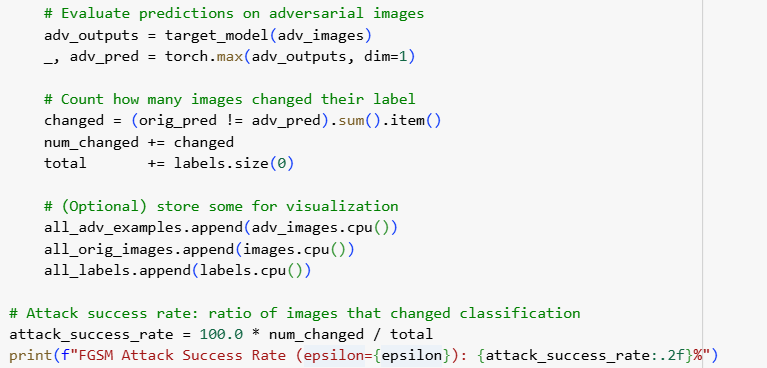 # Evaluate predictions on adversarial images
adv_outputs = target_model(adv_images)
_, adv_pred = torch.max(adv_outputs, dim=1)
# Count how many images changed their label
changed = (orig_pred != adv_pred).sum().item()
num_changed += changed
total       += labels.size(0)
# (Optional) store some for visualization
all_adv_examples.append(adv_images.cpu())
all_orig_images.append(images.cpu())
all_labels.append(labels.cpu())
# Attack success rate: ratio of images that changed classification
attack_success_rate = 100.0 * num_changed / total
print(f"FGSM Attack Success Rate (epsilon={epsilon}): {attack_success_rate:.2f}%")